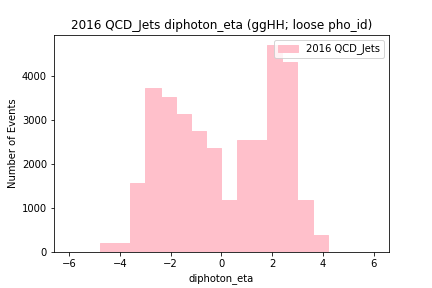 2016 QCD_Jets diphoton_eta (ggHH; loose pho_id)
2016 QCD_Jets
Number of Events
4000
3000
2000
1000
0
−6 −4 −2 0 2 4 6
diphoton_eta